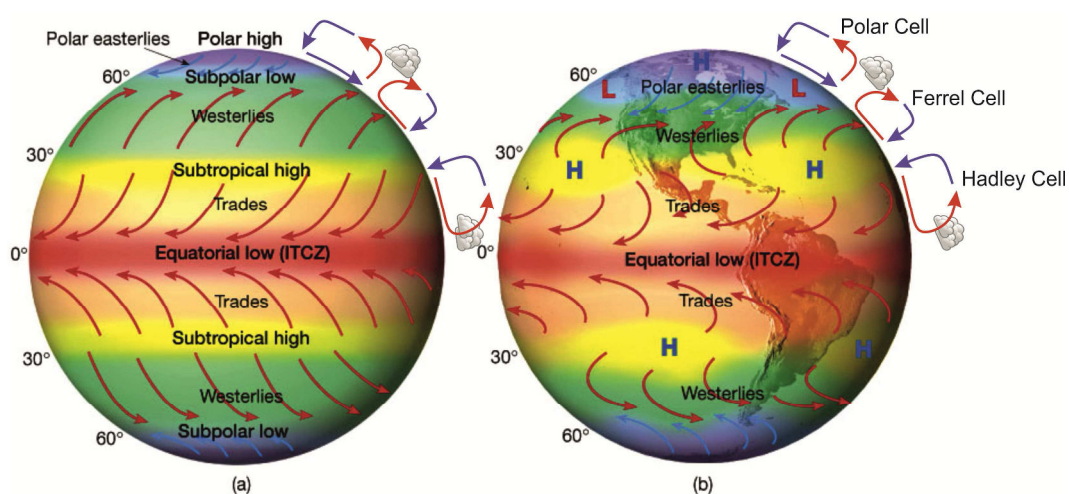 Polar easterlies
Polar high
60°
Subpolar low
Westerlies
30°
Subtropical high
Trades
0°
Equatorial low (ITCZ)
Trades
Subtropical high
30°
Westerlies
60°
Subpolar low
(a)
H
60°
L
Polar easterlies
L
Westerlies
30°
H
H
Trades
0°
Equatorial low (ITCZ)
Trades
H
H
30°
Westerlies
60°
(b)
Polar Cell
Ferrel Cell
Hadley Cell